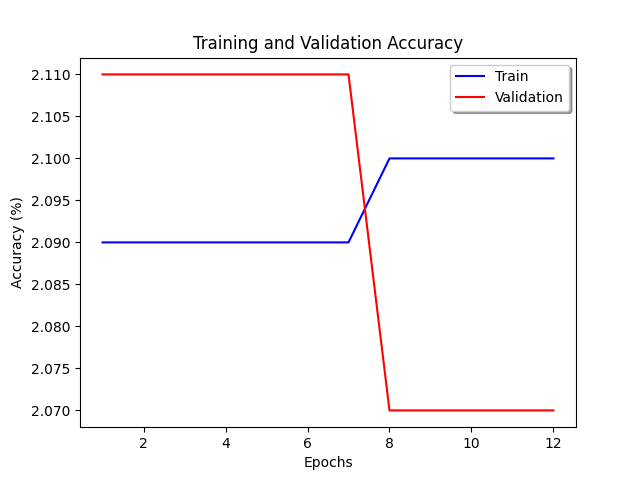 Training and Validation Accuracy
Train
Validation
2.110
2.105
2.100
2.095
2.090
2.085
2.080
2.075
2.070
Accuracy (%)
2 4 6 8 10 12
Epochs